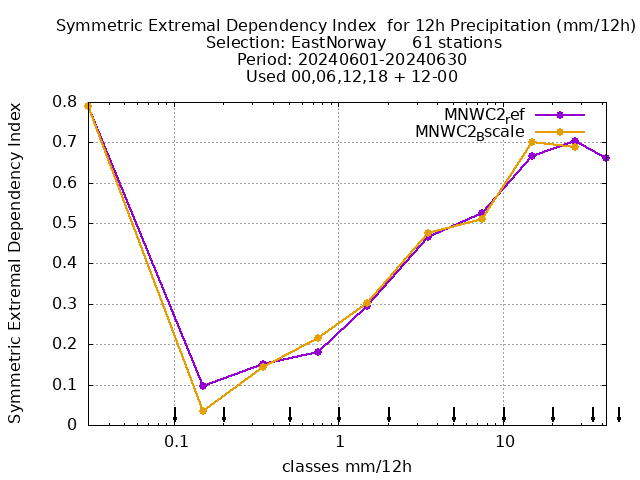 Symmetric Extremal Dependency Index  for 12h Precipitation (mm/12h)
Selection: EastNorway     61 stations
Period: 20240601-20240630
Used 00,06,12,18 + 12-00
MNWC2_ref
MNWC2_Bscale
Symmetric Extremal Dependency Index
0.8
0.7
0.6
0.5
0.4
0.3
0.2
0.1
0
0.1
1
10
classes mm/12h